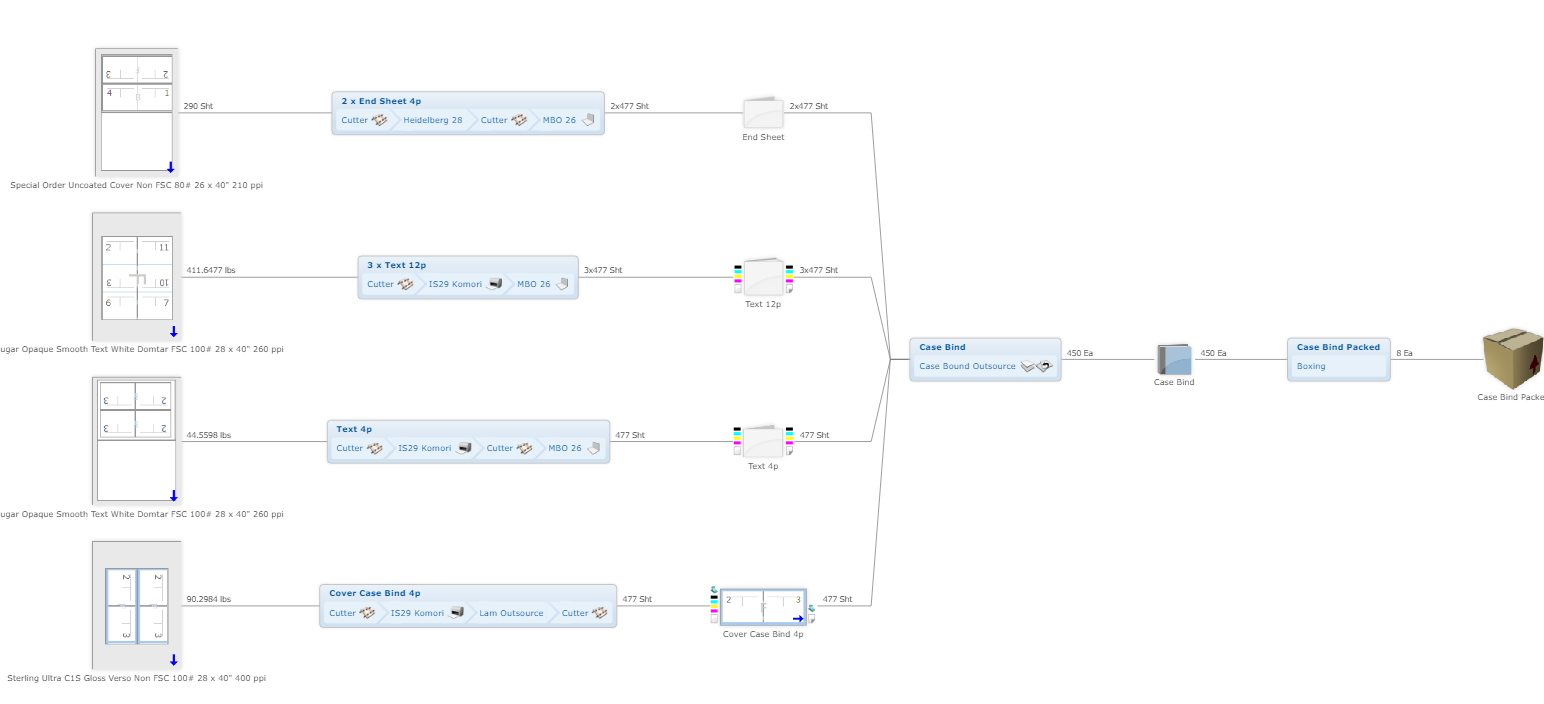 3 2
4 1
290 Sht
2 x End Sheet 4p
Cutter Heidelberg 28 Cutter MBO 26
2x477 Sht
2x477 Sht
End Sheet
Special Order Uncoated Cover Non FSC 80# 26 x 40" 210 ppi
2 11
3 10
6 7
411.6477 lbs
3 x Text 12p
Cutter IS29 Komori MBO 26
3x477 Sht
3x477 Sht
Text 12p
ugar Opaque Smooth Text White Domtar FSC 100# 28 x 40" 260 ppi
Case Bind
Case Bound Outsource
450 Ea
Case Bind
450 Ea
Case Bind Packed
Boxing
8 Ea
Case Bind Packe
3 2
3 2
44.5598 lbs
Text 4p
Cutter IS29 Komori Cutter MBO 26
477 Sht
477 Sht
Text 4p
ugar Opaque Smooth Text White Domtar FSC 100# 28 x 40" 260 ppi
2 2
3 3
90.2984 lbs
Cover Case Bind 4p
Cutter IS29 Komori Lam Outsource Cutter
477 Sht
2 3
477 Sht
Cover Case Bind 4p
Sterling Ultra C1S Gloss Verso Non FSC 100# 28 x 40" 400 ppi